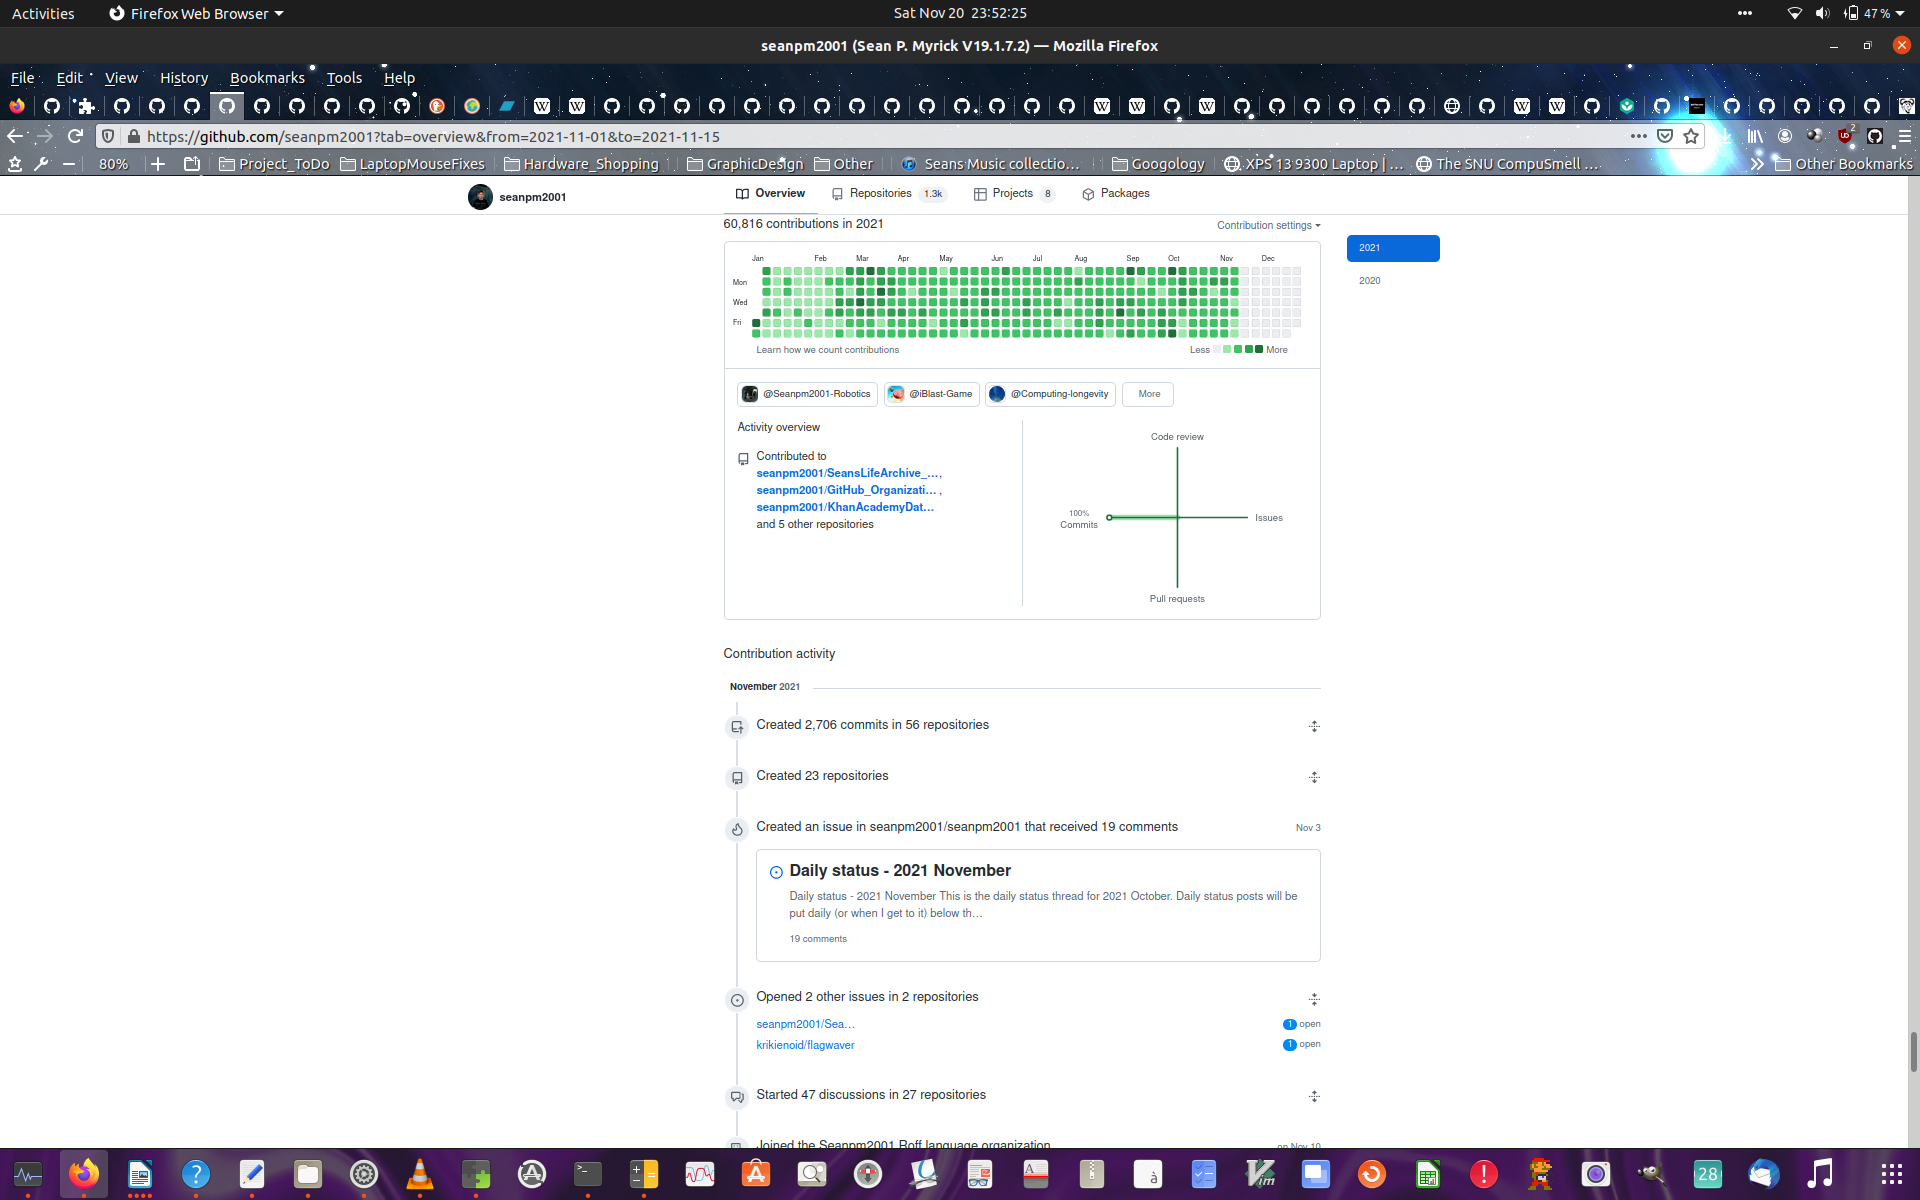 Activities
Firefox Web Browser
Sat Nov 20 23:52:25
47 %
seanpm2001 (Sean P. Myrick V19.1.7.2) — Mozilla Firefox
File Edit View History Bookmarks Tools Help
https://github.com/seanpm2001?tab=overview&from=2021-11-01&to=2021-11-15
2
80%
Project_ToDo
LaptopMouseFixes
Hardware_Shopping
GraphicDesign
Other
Seans Music collectio…
Googology
XPS 13 9300 Laptop | …
The SNU CompuSmell …
Other Bookmarks
seanpm2001
Overview
Repositories 1.3k
Projects 8
Packages
60,816 contributions in 2021
Contribution settings
2021
2020
Jan Feb Mar Apr May Jun Jul Aug Sep Oct Nov Dec
Mon
Wed
Fri
Learn how we count contributions
Less More
@Seanpm2001-Robotics
@iBlast-Game
@Computing-longevity
More
Activity overview
Contributed to
seanpm2001/SeansLifeArchive_…,
seanpm2001/GitHub_Organizati… ,
seanpm2001/KhanAcademyDat…
and 5 other repositories
Code review
100%
Commits
Issues
Pull requests
Contribution activity
November 2021
Created 2,706 commits in 56 repositories
Created 23 repositories
Created an issue in seanpm2001/seanpm2001 that received 19 comments
Nov 3
Daily status - 2021 November
Daily status - 2021 November This is the daily status thread for 2021 October. Daily status posts will be
put daily (or when I get to it) below th…
19 comments
Opened 2 other issues in 2 repositories
seanpm2001/Sea…
1 open
krikienoid/flagwaver
1 open
Started 47 discussions in 27 repositories
Joined the Seanpm2001 Roff language organization
on Nov 10
28